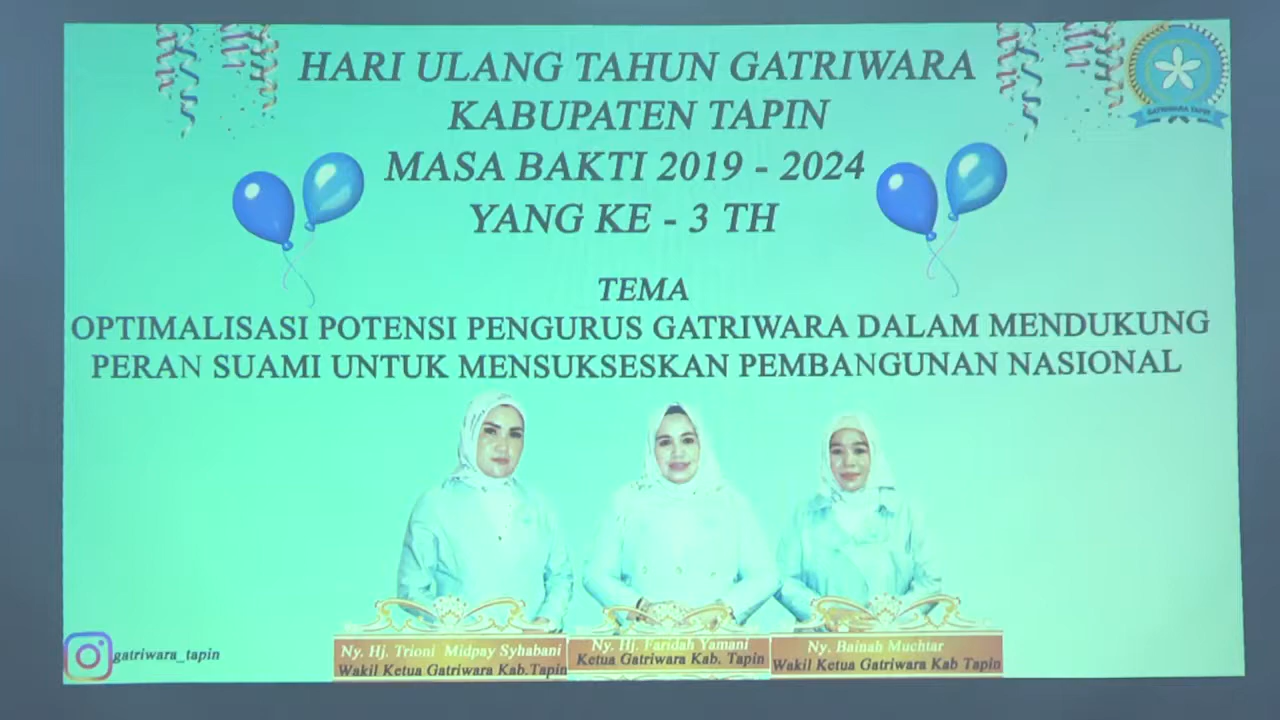 HARI ULANG TAHUN GATRIWARA
KABUPATEN TAPIN
MASA BAKTI 2019 - 2024
YANG KE - 3 TH
GATRIWARA TAPIN
TEMA
OPTIMALISASI POTENSI PENGURUS GATRIWARA DALAM MENDUKUNG
PERAN SUAMI UNTUK MENSUKSESKAN PEMBANGUNAN NASIONAL
Ny. Hj. Trioni Midpay Syhabani
Wakil Ketua Gatriwara Kab.Tapin
Ny. Hj. Faridah Yamani
Ketua Gatriwara Kab. Tapin
Ny. Bainah Muchtar
Wakil Ketua Gatriwara Kab Tapin
gatriwara_tapin